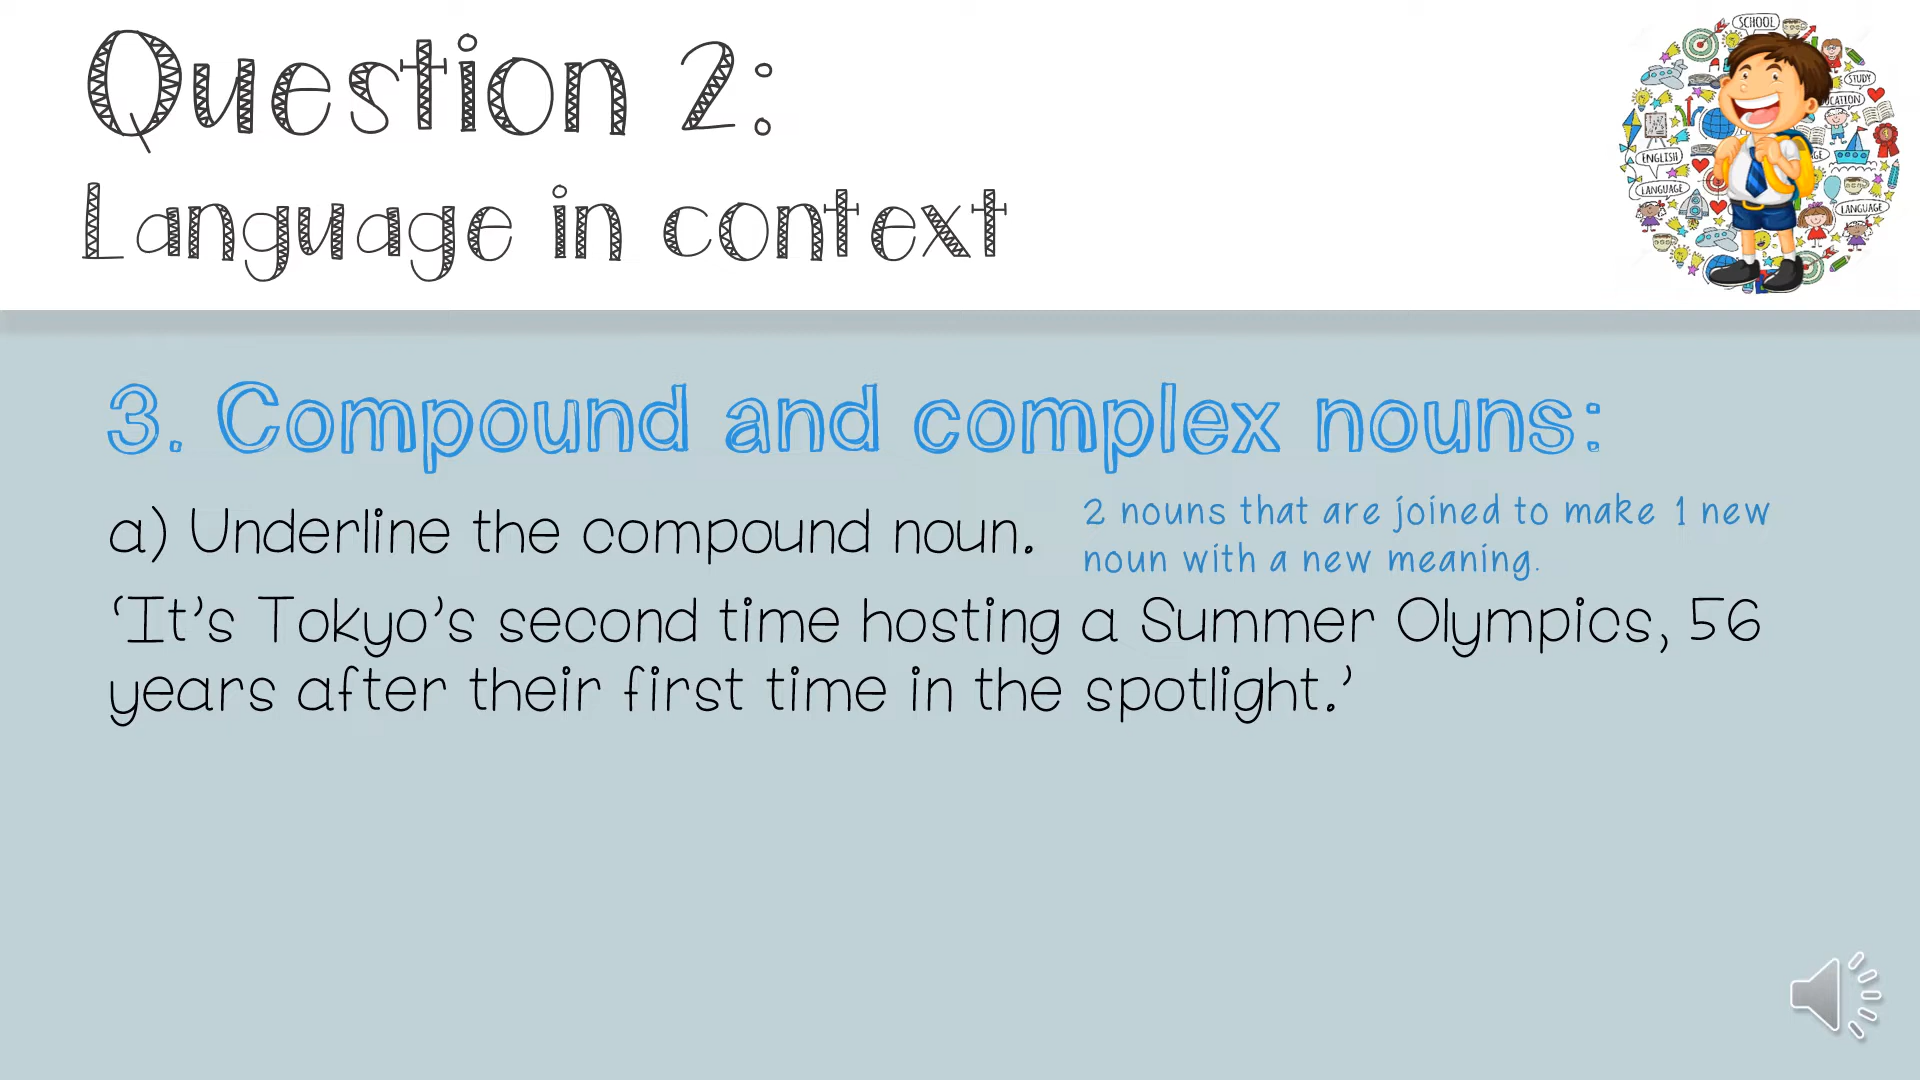 Question 2:
Language in context
SCHOOL
STUDY
ENGLISH
LANGUAGE
LANGUAGE
3. Compound and complex nouns:
a) Underline the compound noun.
2 nouns that are joined to make 1 new
noun with a new meaning.
‘It’s Tokyo’s second time hosting a Summer Olympics, 56
years after their first time in the spotlight.’